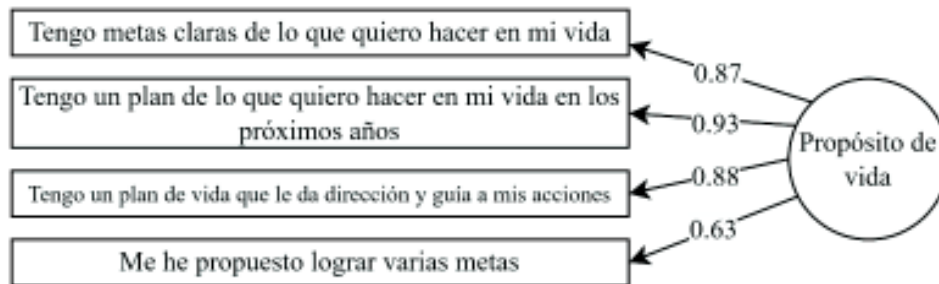 Tengo metas claras de lo que quiero hacer en mi vida
0.87
Tengo un plan de lo que quiero hacer en mi vida en los
próximos años
0.93
Propósito de
vida
Tengo un plan de vida que le da dirección y guía a mis acciones
0.88
Me he propuesto lograr varias metas
0.63